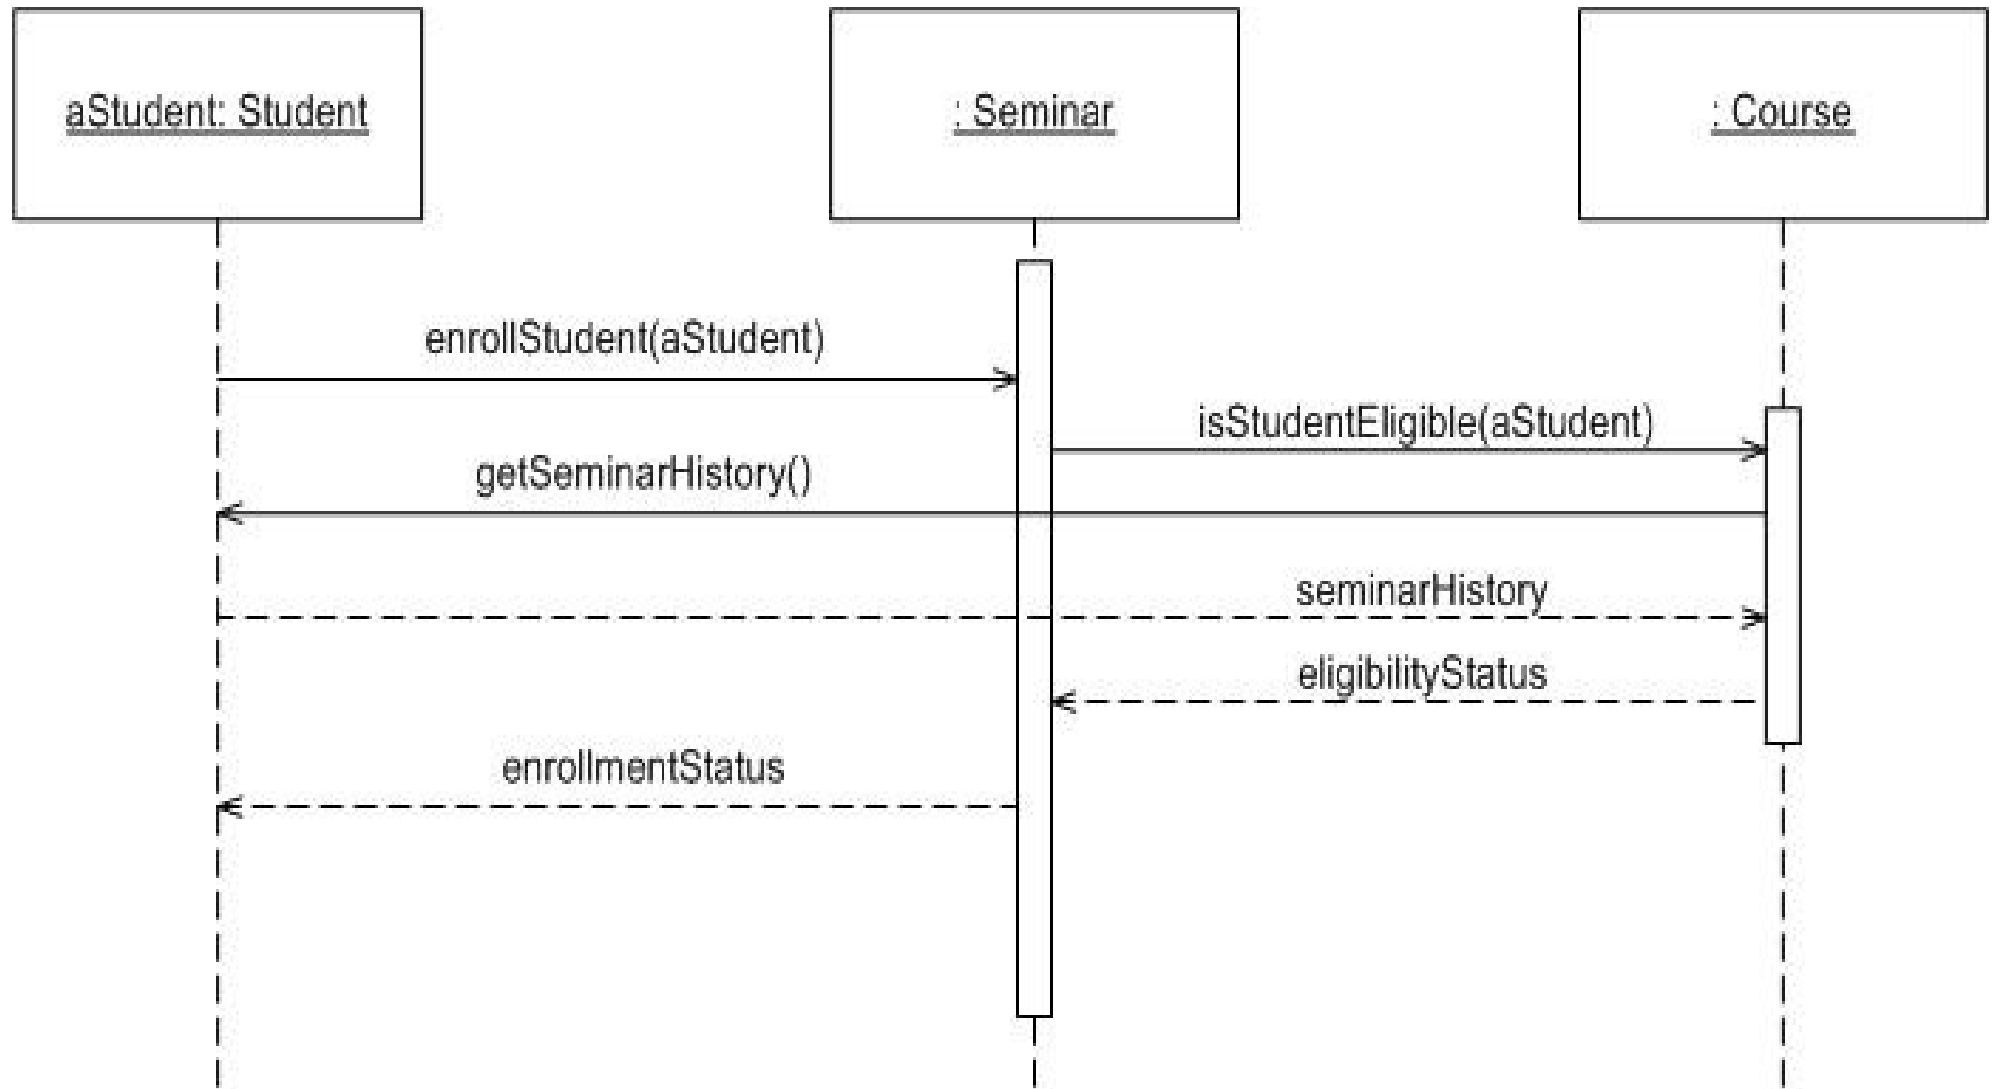 aStudent: Student
: Seminar
: Course
enrollStudent(aStudent)
isStudentEligible(aStudent)
getSeminarHistory()
seminarHistory
eligibilityStatus
enrollmentStatus